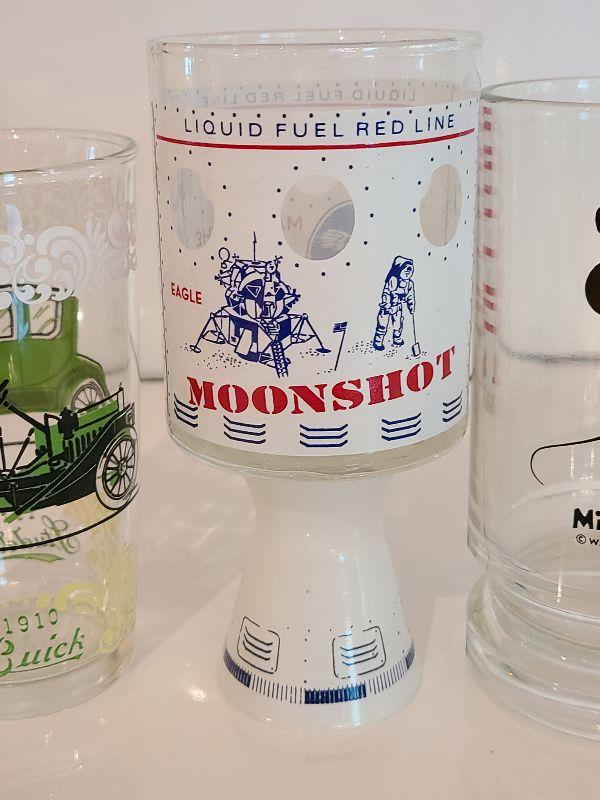 LIQUID FUEL RED LINE
EAGLE
MOONSHOT
1910
Buick
Mi
© W